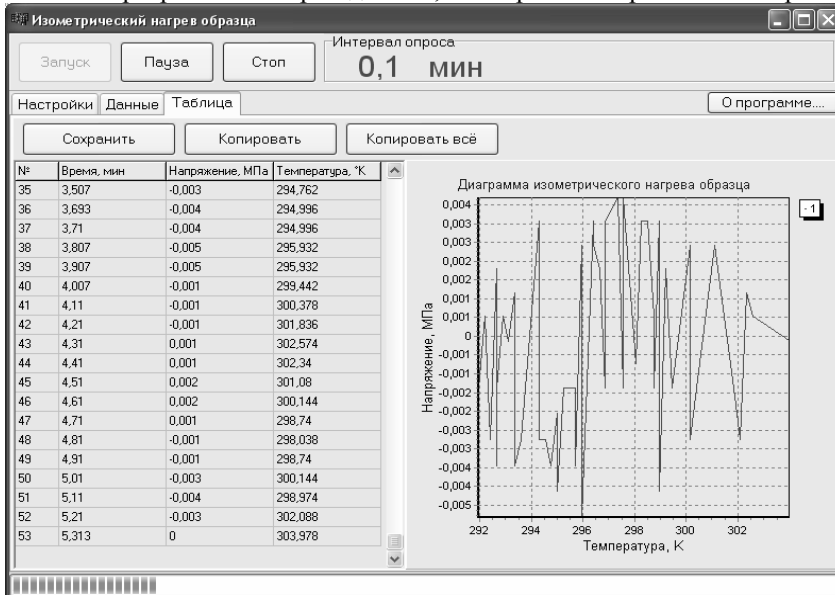 Изометрический нагрев образца
Запуск Пауза Стоп Интервал опроса
0,1 мин
Настройки Данные Таблица О программе....
Сохранить Копировать Копировать всё
№ Время, мин Напряжение, МПа Температура, °К
35 3,507 -0,003 294,762
36 3,693 -0,004 294,996
37 3,71 -0,004 294,996
38 3,807 -0,005 295,932
39 3,907 -0,005 295,932
40 4,007 -0,001 299,442
41 4,11 -0,001 300,378
42 4,21 -0,001 301,836
43 4,31 0,001 302,574
44 4,41 0,001 302,34
45 4,51 0,002 301,08
46 4,61 0,002 300,144
47 4,71 0,001 298,74
48 4,81 -0,001 298,038
49 4,91 -0,001 298,74
50 5,01 -0,003 300,144
51 5,11 -0,004 298,974
52 5,21 -0,003 302,088
53 5,313 0 303,978
Диаграмма изометрического нагрева образца
Напряжение, МПа
0,004
0,003
0,003
0,002
0,002
0,001
0,001
0
-0,001
-0,001
-0,002
-0,002
-0,003
-0,003
-0,004
-0,004
-0,005
292 294 296 298 300 302
Температура, К
- 1